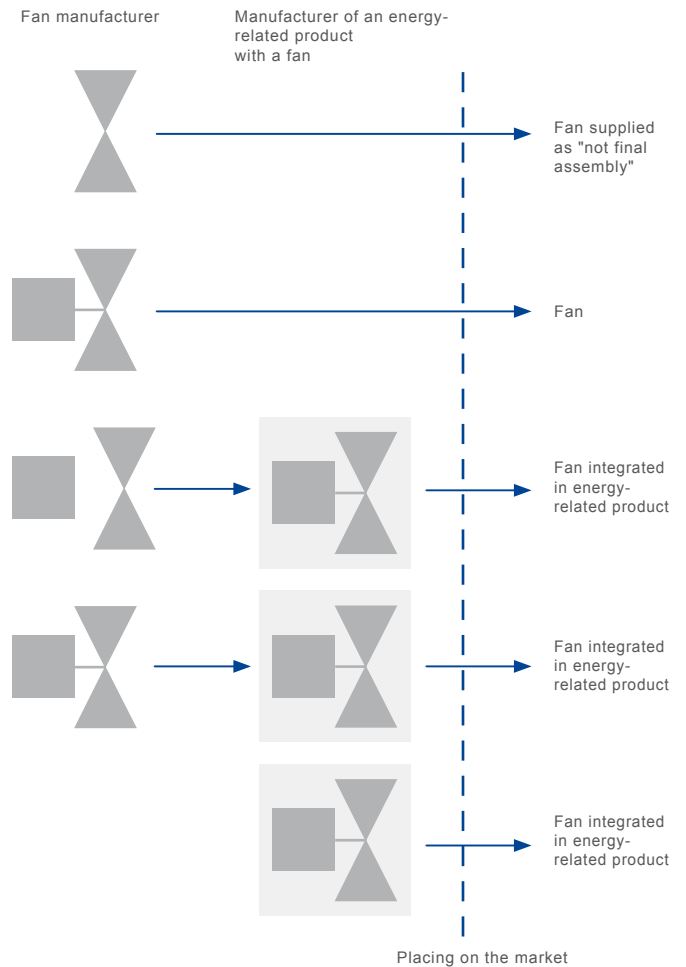 Fan manufacturer
Manufacturer of an energy-
related product
with a fan
Fan supplied
as "not final
assembly"
Fan
Fan integrated
in energy-
related product
Fan integrated
in energy-
related product
Fan integrated
in energy-
related product
Placing on the market